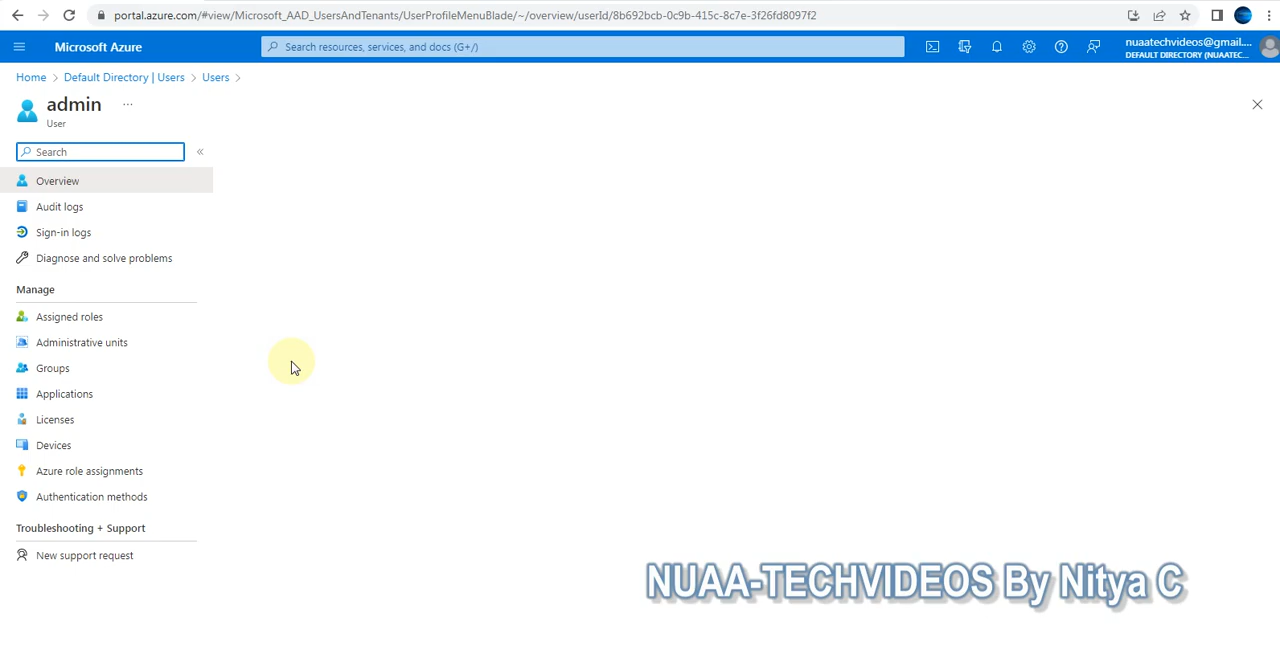 portal.azure.com/#view/Microsoft_AAD_UsersAndTenants/UserProfileMenuBlade/~/overview/userId/8b692bcb-0c9b-415c-8c7e-3f26fd8097f2
Microsoft Azure
Search resources, services, and docs (G+/)
nuaatechvideos@gmail....
DEFAULT DIRECTORY (NUAATEC...
Home > Default Directory | Users > Users >
admin ...
User
Search «
Overview
Audit logs
Sign-in logs
Diagnose and solve problems
Manage
Assigned roles
Administrative units
Groups
Applications
Licenses
Devices
Azure role assignments
Authentication methods
Troubleshooting + Support
New support request
NUAA-TECHVIDEOS By Nitya C